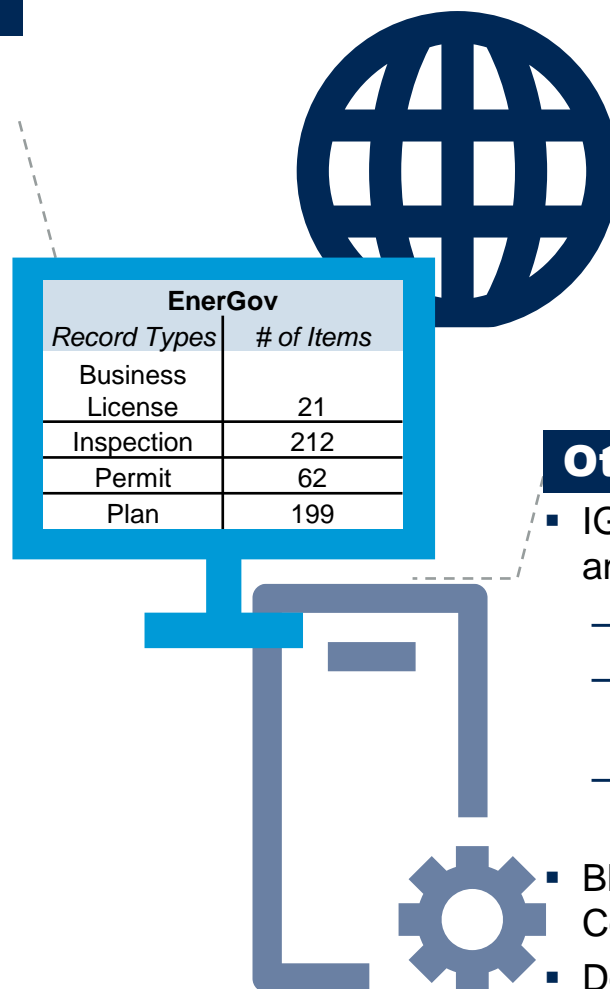 EnerGov
Record Types # of Items
Business
License 21
Inspection 212
Permit 62
Plan 199